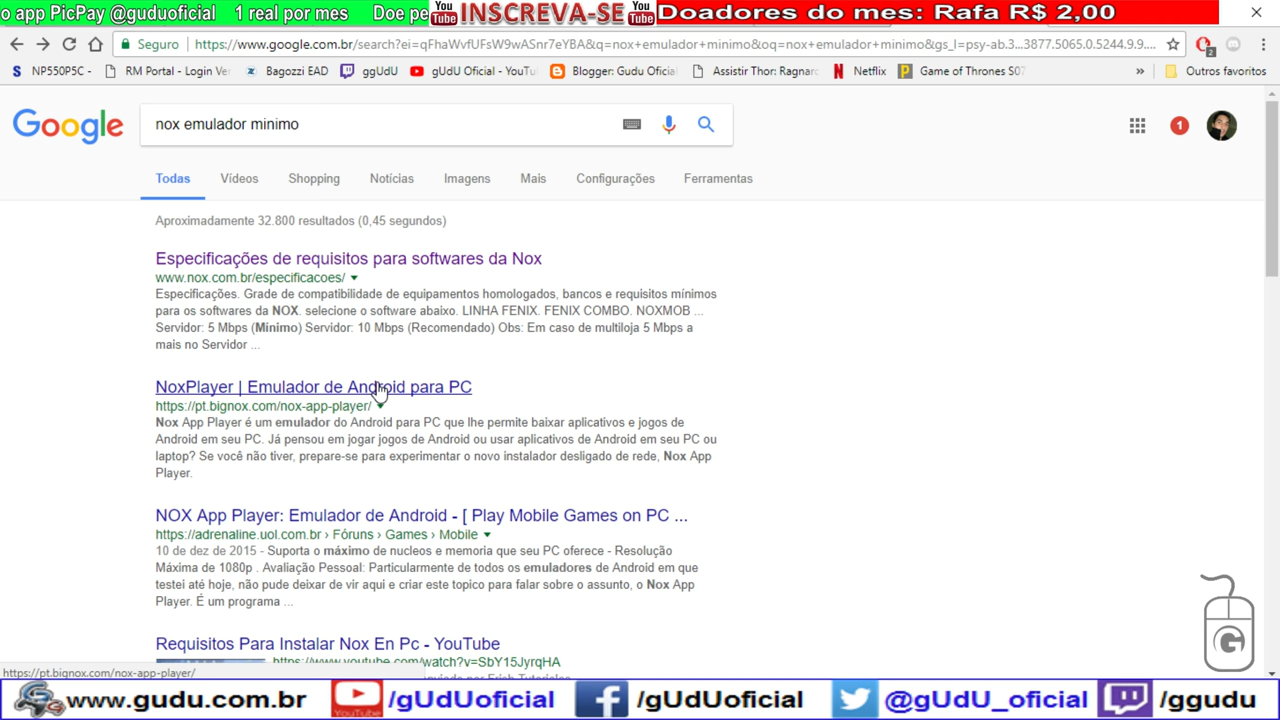 o app PicPay @guduoficial    1 real por mes    Doe pe
You Tube INSCREVA-SE You Tube
Doadores do mes: Rafa R$ 2,00
Seguro https://www.google.com.br/search?ei=qFhaWvfUFsW9wASnr7eYBA&q=nox+emulador+minimo&oq=nox+emulador+minimo&gs_l=psy-ab.3...3877.5065.0.5244.9.9.... 2
S NP550P5C - RM Portal - Login Ve Bagozzi EAD ggUdU gUdU Oficial - YouTu Blogger: Gudu Oficia Assistir Thor: Ragnaro N Netflix P Game of Thrones S07 » Outros favoritos
Google nox emulador minimo 1
Todas Vídeos Shopping Notícias Imagens Mais Configurações Ferramentas
Aproximadamente 32.800 resultados (0,45 segundos)
Especificações de requisitos para softwares da Nox
www.nox.com.br/especificacoes/
Especificações. Grade de compatibilidade de equipamentos homologados, bancos e requisitos mínimos
para os softwares da NOX. selecione o software abaixo. LINHA FENIX. FENIX COMBO. NOXMOB ...
Servidor: 5 Mbps (Mínimo) Servidor: 10 Mbps (Recomendado) Obs: Em caso de multiloja 5 Mbps a
mais no Servidor ...
NoxPlayer | Emulador de Android para PC
https://pt.bignox.com/nox-app-player/
Nox App Player é um emulador do Android para PC que lhe permite baixar aplicativos e jogos de
Android em seu PC. Já pensou em jogar jogos de Android ou usar aplicativos de Android em seu PC ou
laptop? Se você não tiver, prepare-se para experimentar o novo instalador desligado de rede, Nox App
Player.
NOX App Player: Emulador de Android - [ Play Mobile Games on PC ...
https://adrenaline.uol.com.br › Fóruns › Games › Mobile
10 de dez de 2015 - Suporta o máximo de nucleos e memoria que seu PC oferece - Resolução
Máxima de 1080p . Avaliação Pessoal: Particularmente de todos os emuladores de Android em que
testei até hoje, não pude deixar de vir aqui e criar este topico para falar sobre o assunto, o Nox App
Player. É um programa ...
Requisitos Para Instalar Nox En Pc - YouTube
https://www.youtube.com/watch?v=SbY15JyrqHA
https://pt.bignox.com/nox-app-player/
G
www.gudu.com.br YouTube /gUdUoficial /gUdUoficial @gUdU_oficial /ggudu